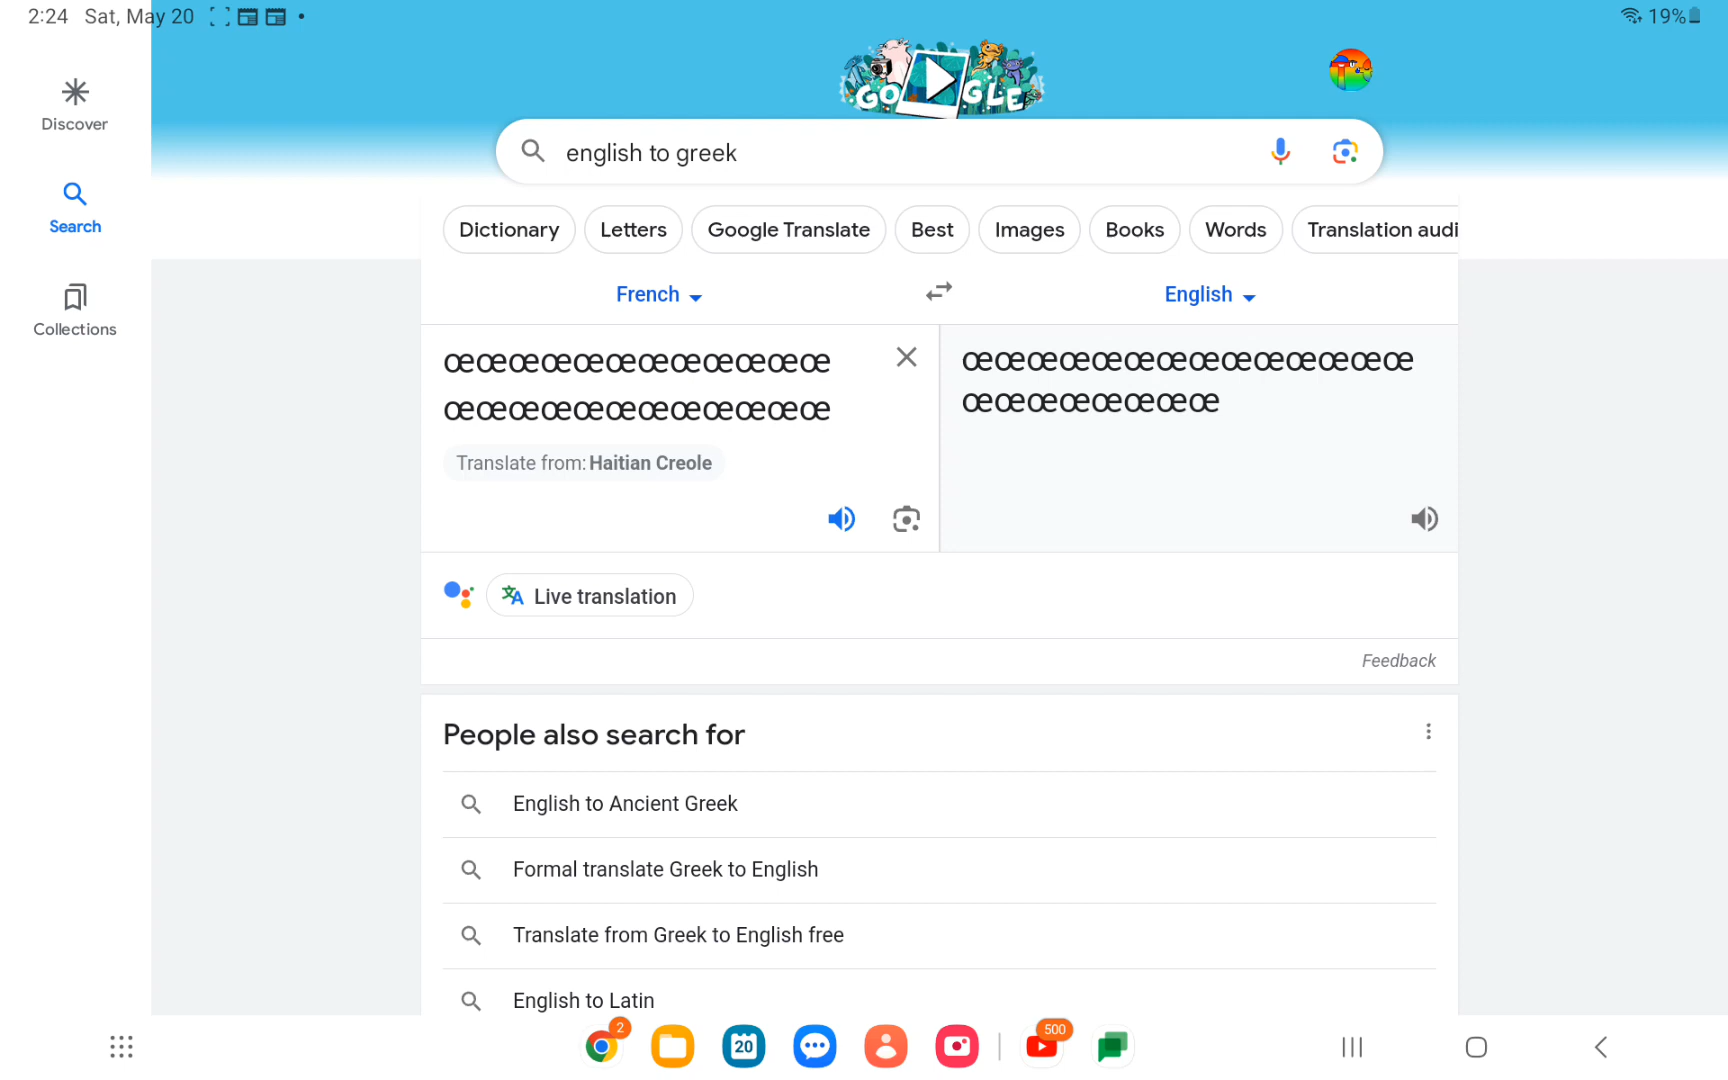 2:24 Sat, May 20
19%
GO GLE
Discover
Search
Collections
english to greek
Dictionary Letters Google Translate Best Images Books Words Translation audi
French English
œœœœœœœœœœœœ
œœœœœœœœœœœœ
œœœœœœœœœœœœœœ
œœœœœœœœ
Translate from: Haitian Creole
Live translation
Feedback
People also search for
English to Ancient Greek
Formal translate Greek to English
Translate from Greek to English free
English to Latin
2
20
500